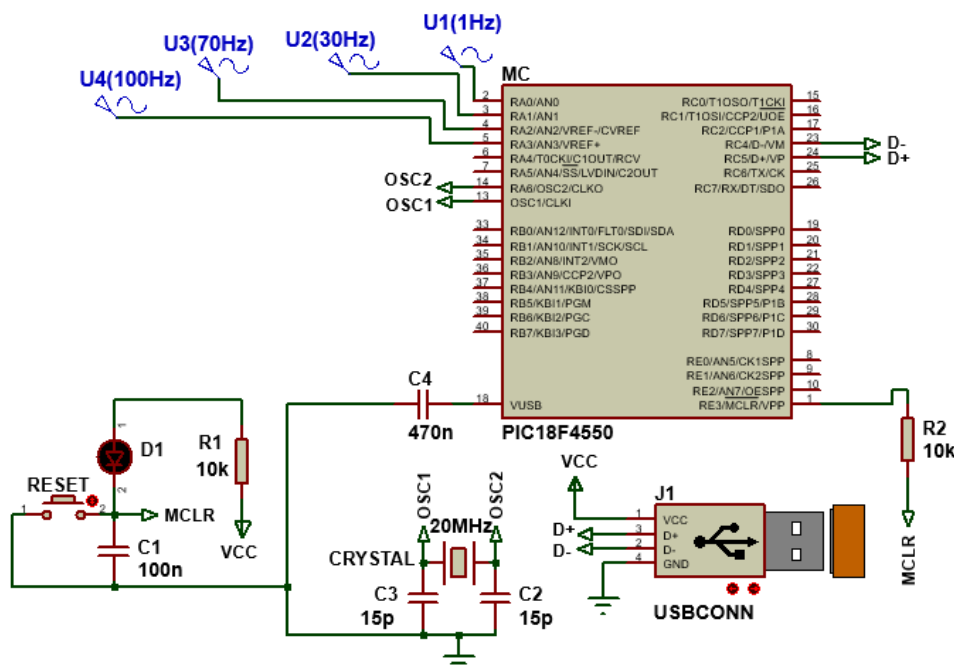 U1(1Hz)
U2(30Hz)
U3(70Hz)
U4(100Hz)
MC
2 RA0/AN0 RC0/T1OSO/T1CKI 15
3 RA1/AN1 RC1/T1OSI/CCP2/UOE 16
4 RA2/AN2/VREF-/CVREF RC2/CCP1/P1A 17
5 RA3/AN3/VREF+ RC4/D-/VM 23 D-
6 RA4/T0CKI/C1OUT/RCV RC5/D+/VP 24 D+
7 RA5/AN4/SS/LVDIN/C2OUT RC6/TX/CK 25
OSC2 14 RA6/OSC2/CLKO RC7/RX/DT/SDO 26
OSC1 13 OSC1/CLKI
33 RB0/AN12/INT0/FLT0/SDI/SDA RD0/SPP0 19
34 RB1/AN10/INT1/SCK/SCL RD1/SPP1 20
35 RB2/AN8/INT2/VMO RD2/SPP2 21
36 RB3/AN9/CCP2/VPO RD3/SPP3 22
37 RB4/AN11/KBI0/CSSPP RD4/SPP4 27
38 RB5/KBI1/PGM RD5/SPP5/P1B 28
39 RB6/KBI2/PGC RD6/SPP6/P1C 29
40 RB7/KBI3/PGD RD7/SPP7/P1D 30
RE0/AN5/CK1SPP 8
RE1/AN6/CK2SPP 9
RE2/AN7/OESPP 10
18 VUSB RE3/MCLR/VPP 1
PIC18F4550
C4
470n
R2
10k
MCLR
1
D1
2
R1
10k
VCC
RESET
1 2
MCLR
C1
100n
OSC1
OSC2
20MHz
CRYSTAL
C3
15p
C2
15p
VCC
J1
1 VCC
D+ 3 D+
D- 2 D-
4 GND
USBCONN